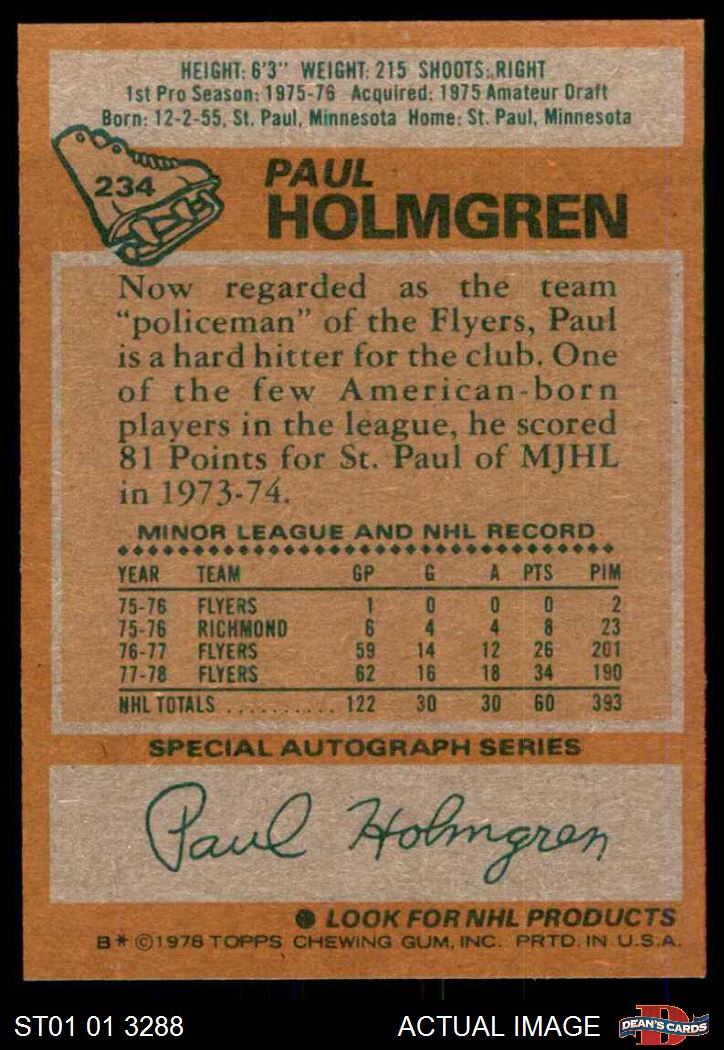 HEIGHT: 6'3" WEIGHT: 215 SHOOTS: RIGHT
1st Pro Season: 1975-76 Acquired: 1975 Amateur Draft
Born: 12-2-55, St. Paul, Minnesota Home: St. Paul, Minnesota
234
PAUL
HOLMGREN
Now regarded as the team
"policeman" of the Flyers, Paul
is a hard hitter for the club. One
of the few American-born
players in the league, he scored
81 Points for St. Paul of MJHL
in 1973-74.
MINOR LEAGUE AND NHL RECORD
YEAR TEAM GP G A PTS PIM
75-76 FLYERS 1 0 0 0 2
75-76 RICHMOND 6 4 4 8 23
76-77 FLYERS 59 14 12 26 201
77-78 FLYERS 62 16 18 34 190
NHL TOTALS .......... 122 30 30 60 393
SPECIAL AUTOGRAPH SERIES
Paul Holmgren
LOOK FOR NHL PRODUCTS
B* ©1978 TOPPS CHEWING GUM, INC. PRTD. IN U.S.A.
ST01 01 3288 ACTUAL IMAGE
D
DEAN'S CARDS